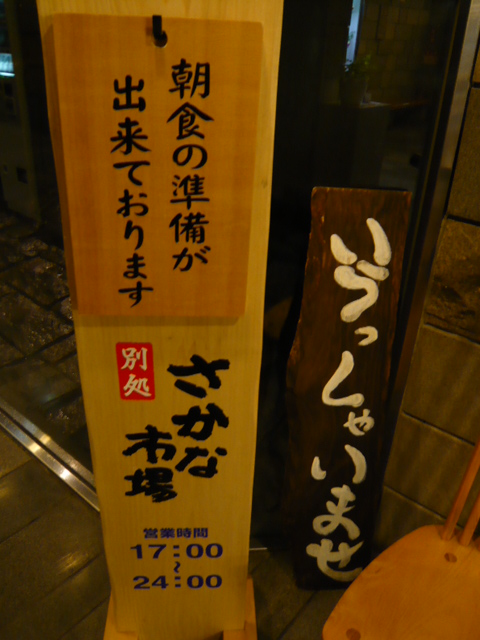 朝食の準備が
出来ております
別処
さかな
市場
営業時間
17:00
~
24:00
いらっしゃいませ